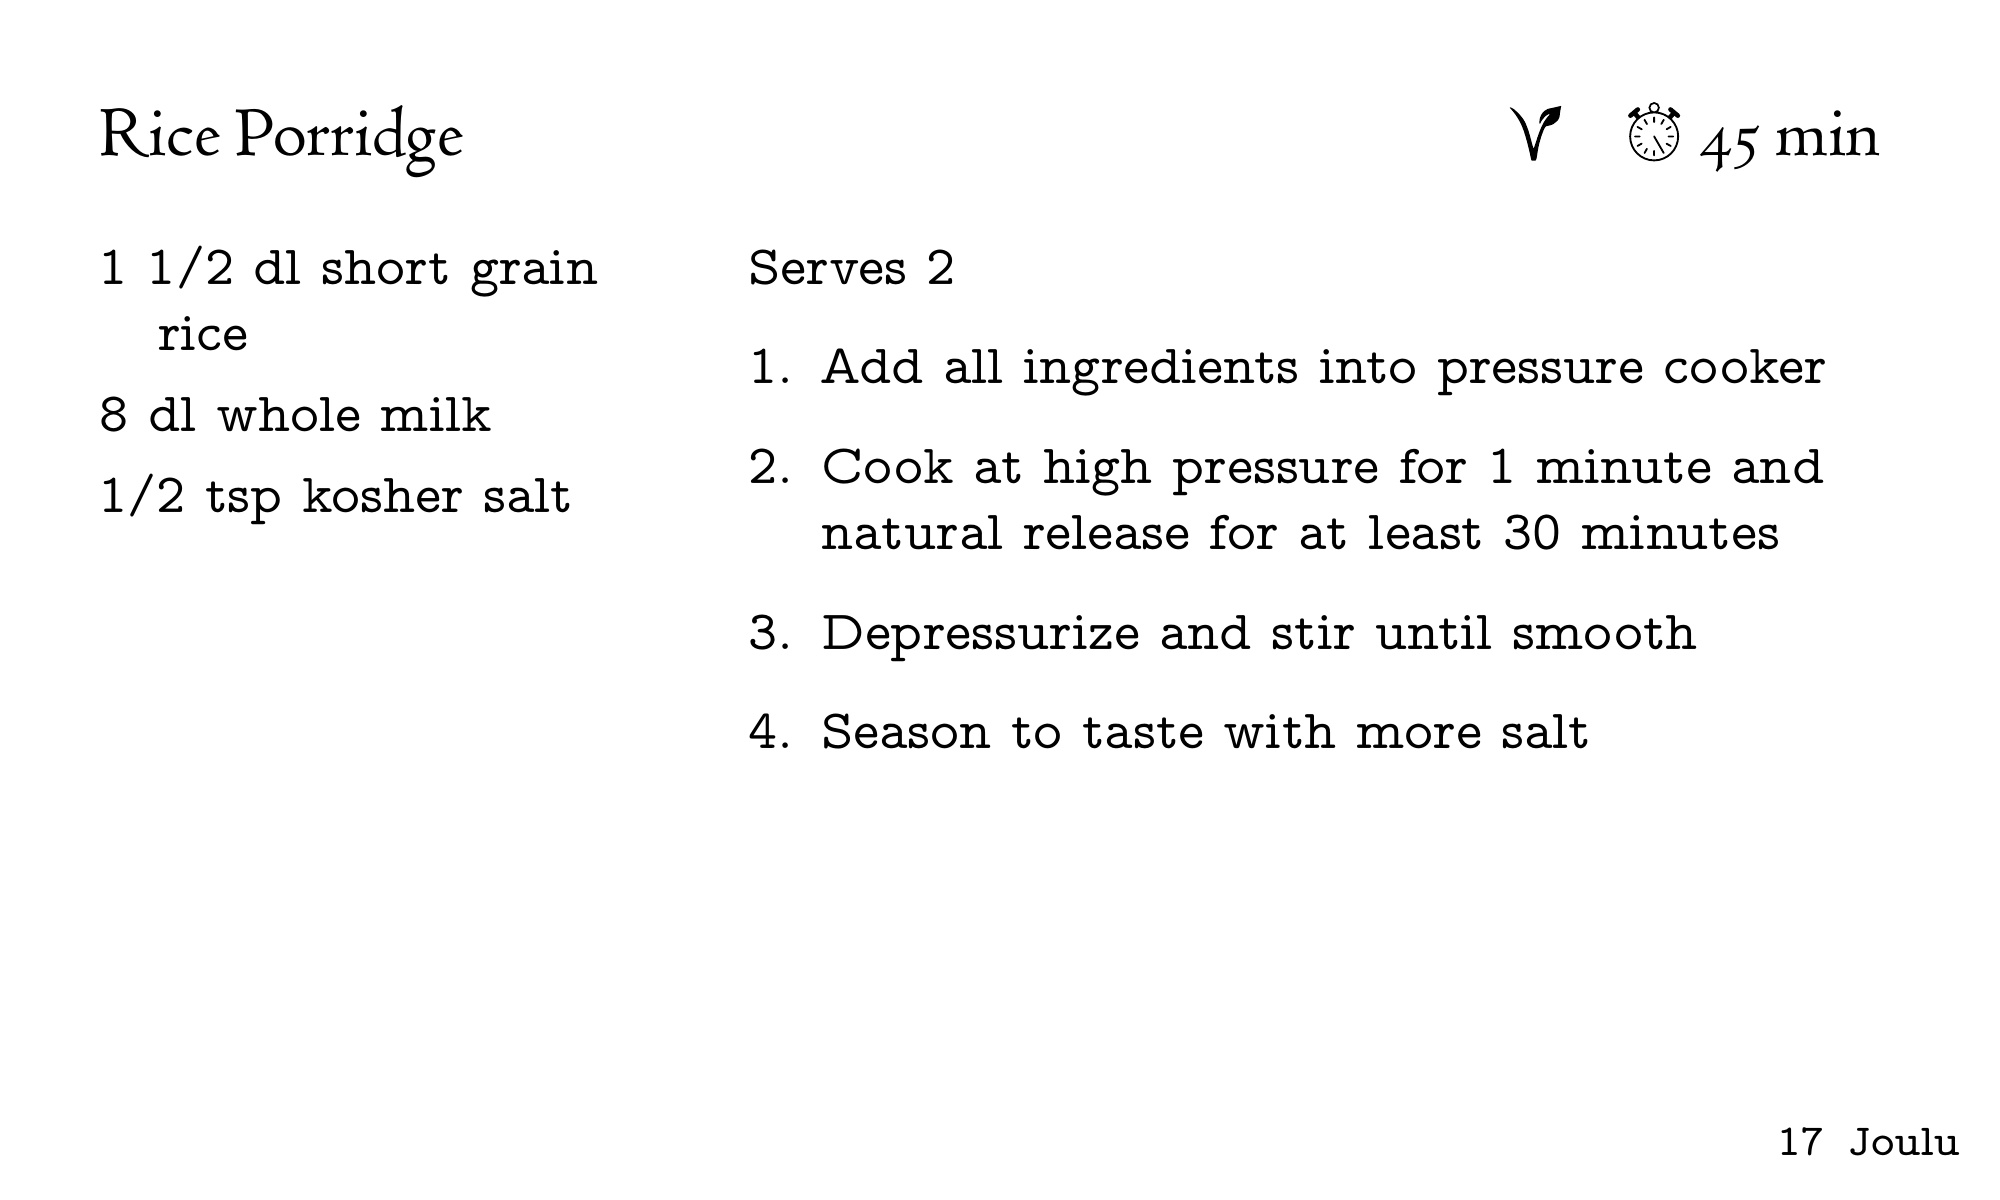 Rice Porridge
45 min
1 1/2 dl short grain
rice
8 dl whole milk
1/2 tsp kosher salt
Serves 2
1. Add all ingredients into pressure cooker
2. Cook at high pressure for 1 minute and
natural release for at least 30 minutes
3. Depressurize and stir until smooth
4. Season to taste with more salt
17 Joulu